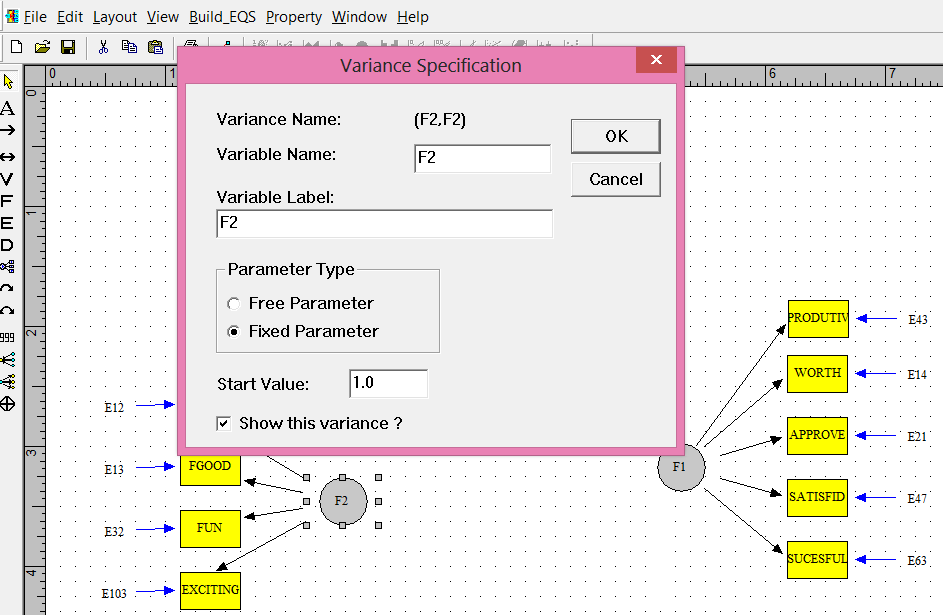 File Edit Layout View Build_EQS Property Window Help
Variance Specification
0 1 6 7
0
1
2
3
4
A
V
F
E
D
Variance Name: (F2,F2)
OK
Variable Name: F2
Cancel
Variable Label:
F2
Parameter Type
Free Parameter
Fixed Parameter
Start Value: 1.0
Show this variance ?
PRODUTIV E43
WORTH E14
E12
APPROVE E21
E13 FGOOD
F1
SATISFID E47
F2
E32 FUN
SUCESFUL E63
E103 EXCITING